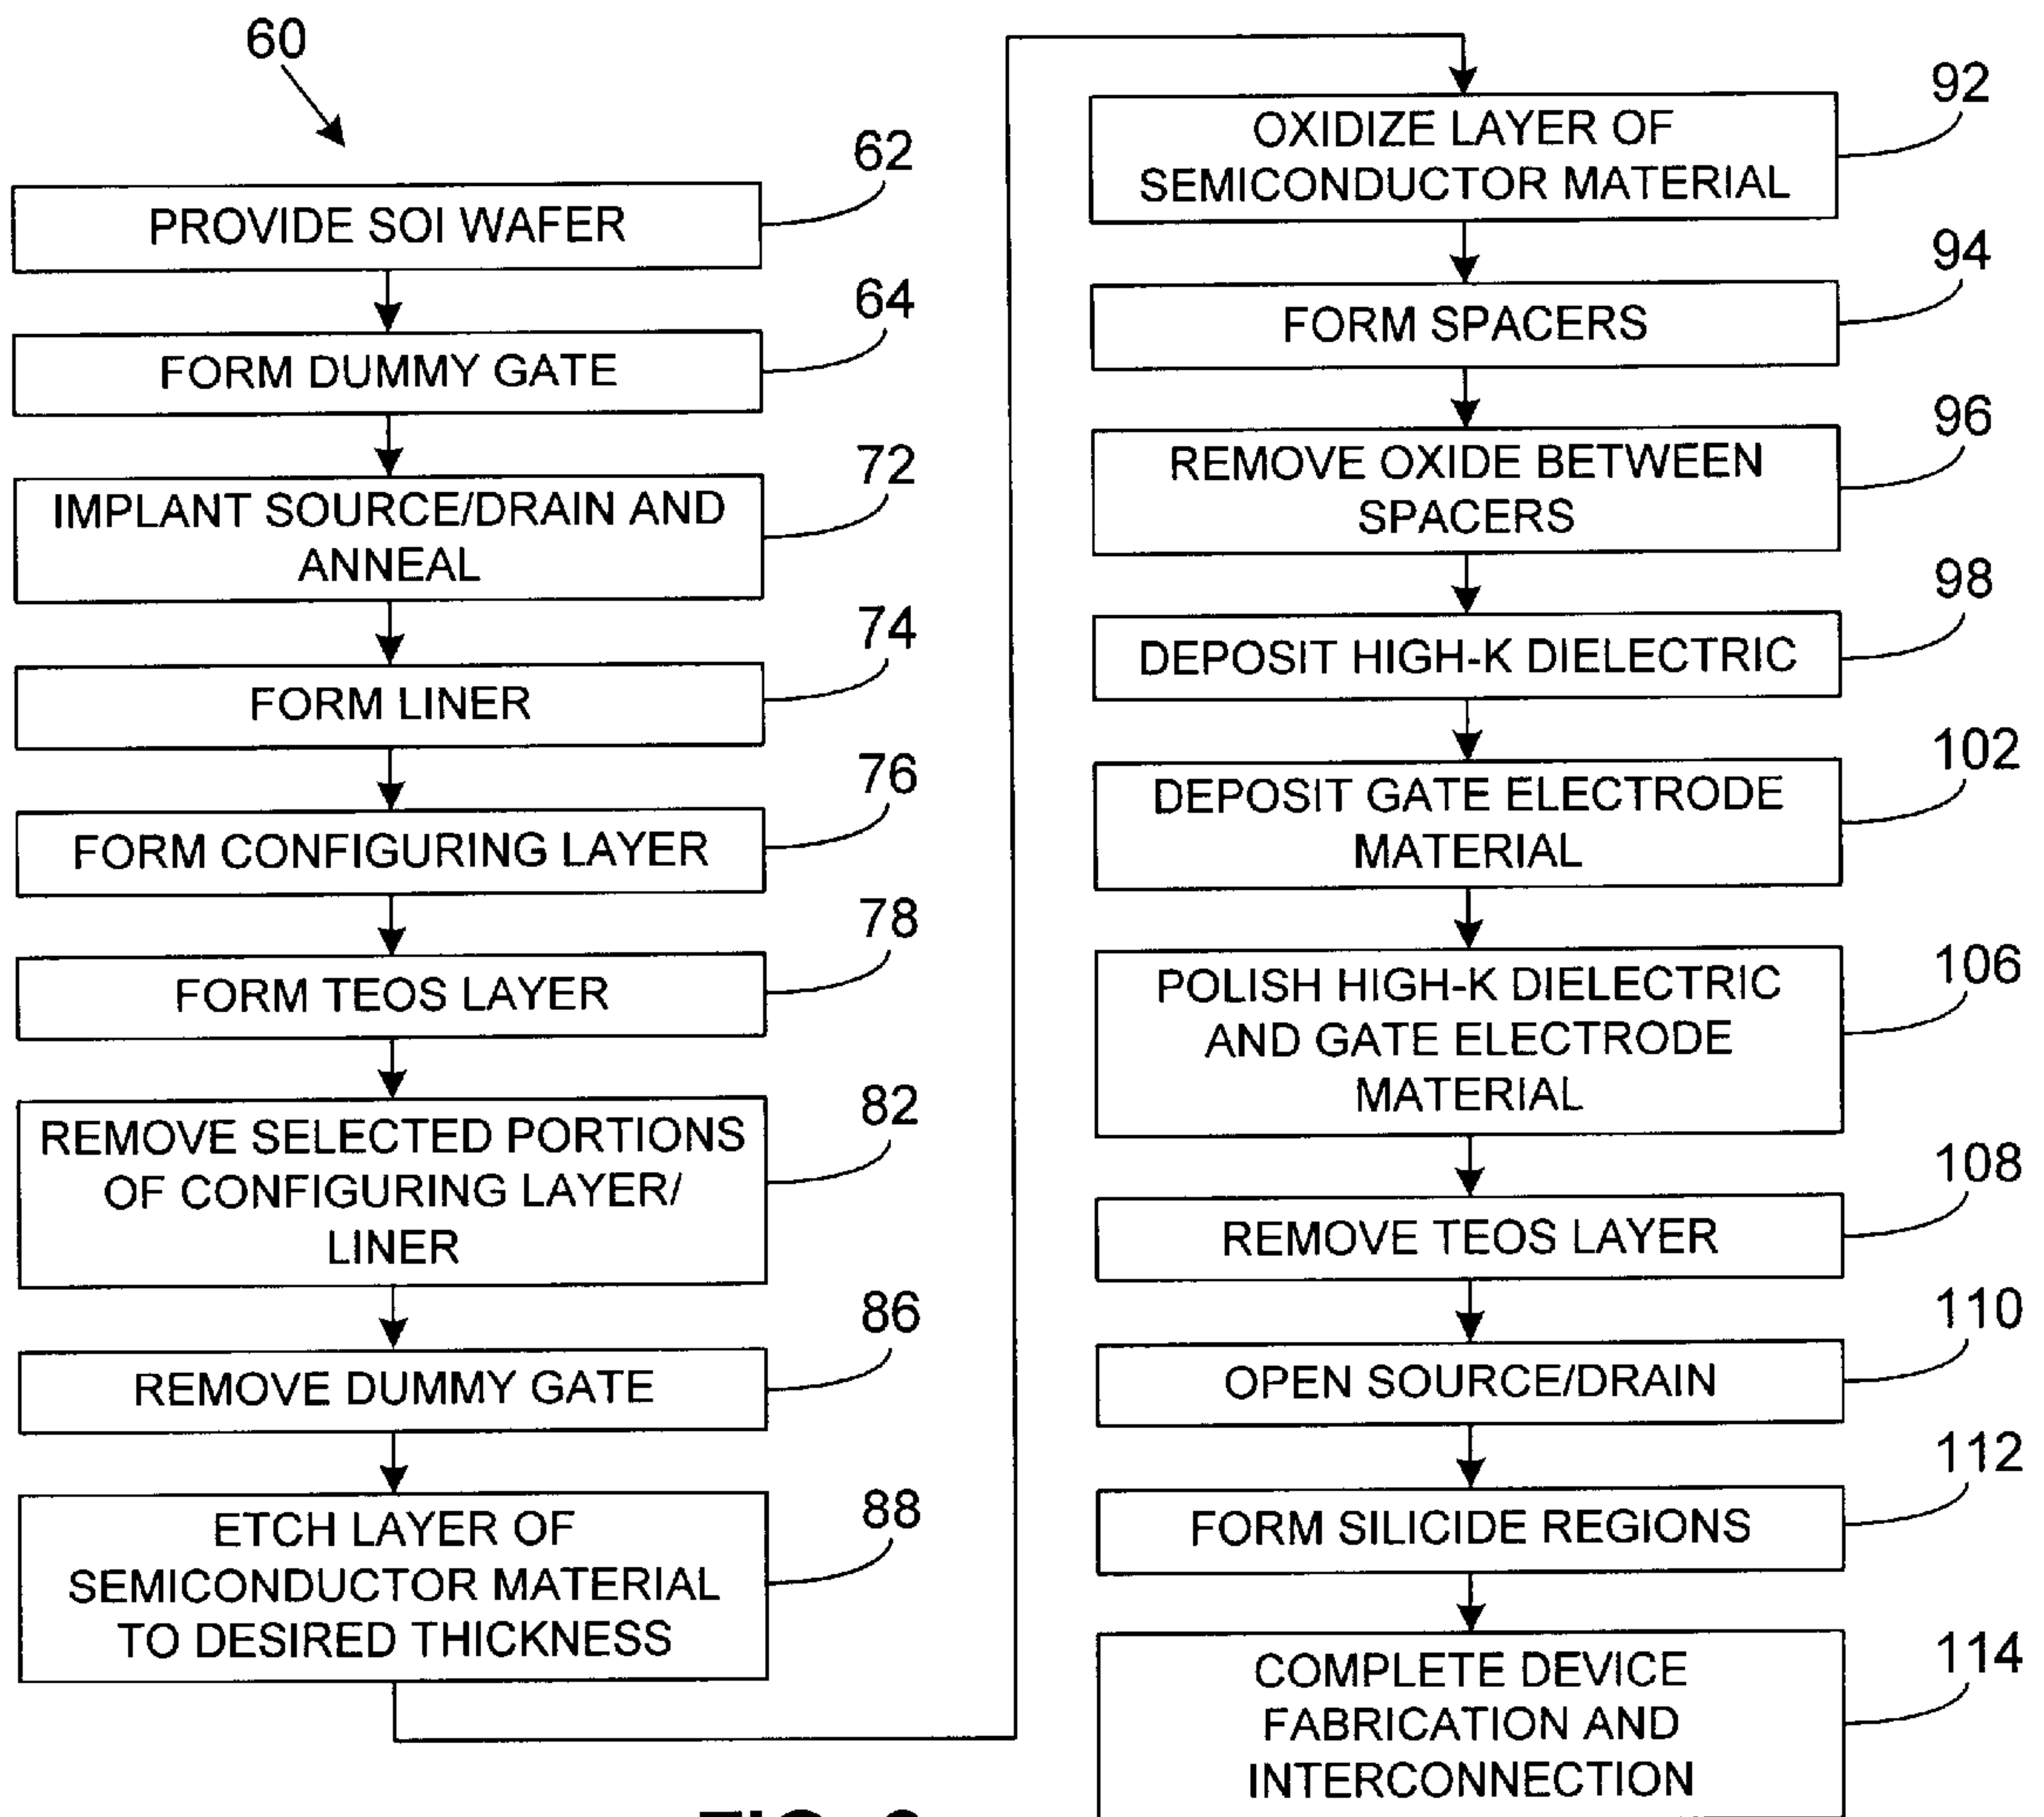 60
PROVIDE SOI WAFER
62
FORM DUMMY GATE
64
IMPLANT SOURCE/DRAIN AND
ANNEAL
72
FORM LINER
74
FORM CONFIGURING LAYER
76
FORM TEOS LAYER
78
REMOVE SELECTED PORTIONS
OF CONFIGURING LAYER/
LINER
82
REMOVE DUMMY GATE
86
ETCH LAYER OF
SEMICONDUCTOR MATERIAL
TO DESIRED THICKNESS
88
OXIDIZE LAYER OF
SEMICONDUCTOR MATERIAL
92
FORM SPACERS
94
REMOVE OXIDE BETWEEN
SPACERS
96
DEPOSIT HIGH-K DIELECTRIC
98
DEPOSIT GATE ELECTRODE
MATERIAL
102
POLISH HIGH-K DIELECTRIC
AND GATE ELECTRODE
MATERIAL
106
REMOVE TEOS LAYER
108
OPEN SOURCE/DRAIN
110
FORM SILICIDE REGIONS
112
COMPLETE DEVICE
FABRICATION AND
INTERCONNECTION
114